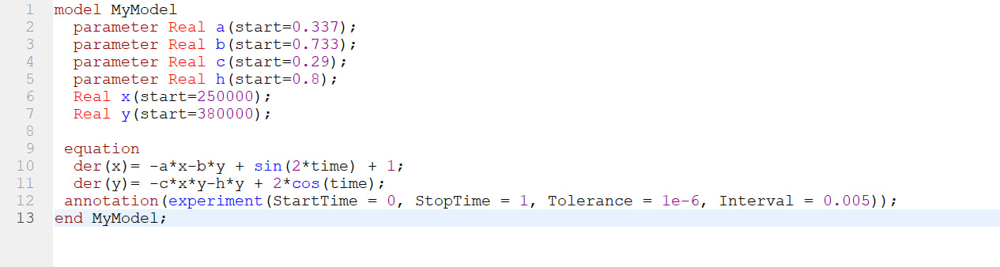 1 model MyModel
2   parameter Real a(start=0.337);
3   parameter Real b(start=0.733);
4   parameter Real c(start=0.29);
5   parameter Real h(start=0.8);
6   Real x(start=250000);
7   Real y(start=380000);
8
9  equation
10   der(x)= -a*x-b*y + sin(2*time) + 1;
11   der(y)= -c*x*y-h*y + 2*cos(time);
12  annotation(experiment(StartTime = 0, StopTime = 1, Tolerance = 1e-6, Interval = 0.005));
13 end MyModel;